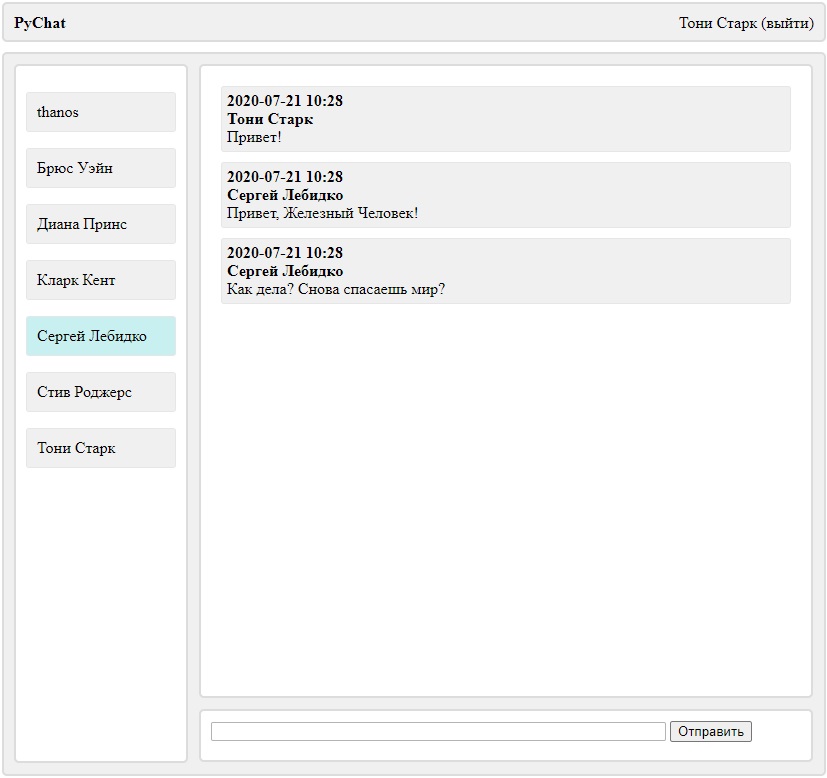 PyChat
Тони Старк (выйти)
thanos
Брюс Уэйн
Диана Принс
Кларк Кент
Сергей Лебидко
Стив Роджерс
Тони Старк
2020-07-21 10:28
Тони Старк
Привет!
2020-07-21 10:28
Сергей Лебидко
Привет, Железный Человек!
2020-07-21 10:28
Сергей Лебидко
Как дела? Снова спасаешь мир?
Отправить